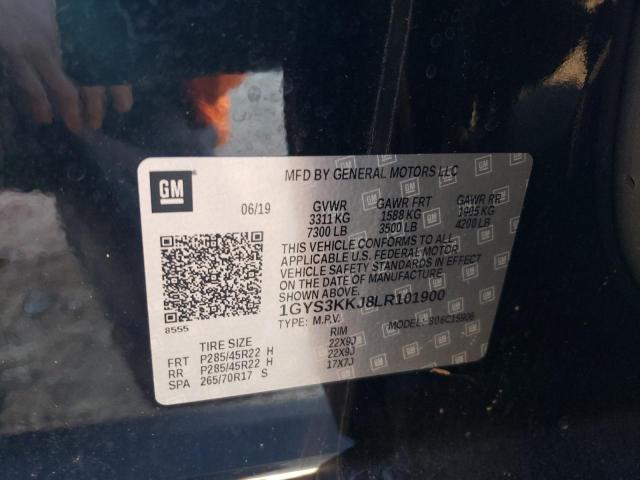 GM
MFD BY GENERAL MOTORS LLC
06/19 GVWR GAWR FRT GAWR RR
3311 KG 1588 KG 1905 KG
7300 LB 3500 LB 4200 LB
THIS VEHICLE CONFORMS TO ALL
APPLICABLE U.S. FEDERAL MOTOR
VEHICLE SAFETY STANDARDS IN EFFECT
ON THE DATE OF MANUFACTURE
1GYS3KKJ8LR101900
TYPE: M.P.V. MODEL:
8555
TIRE SIZE RIM
FRT P285/45R22 H 22X9J
RR P285/45R22 H 22X9J
SPA 265/70R17 S 17X7J